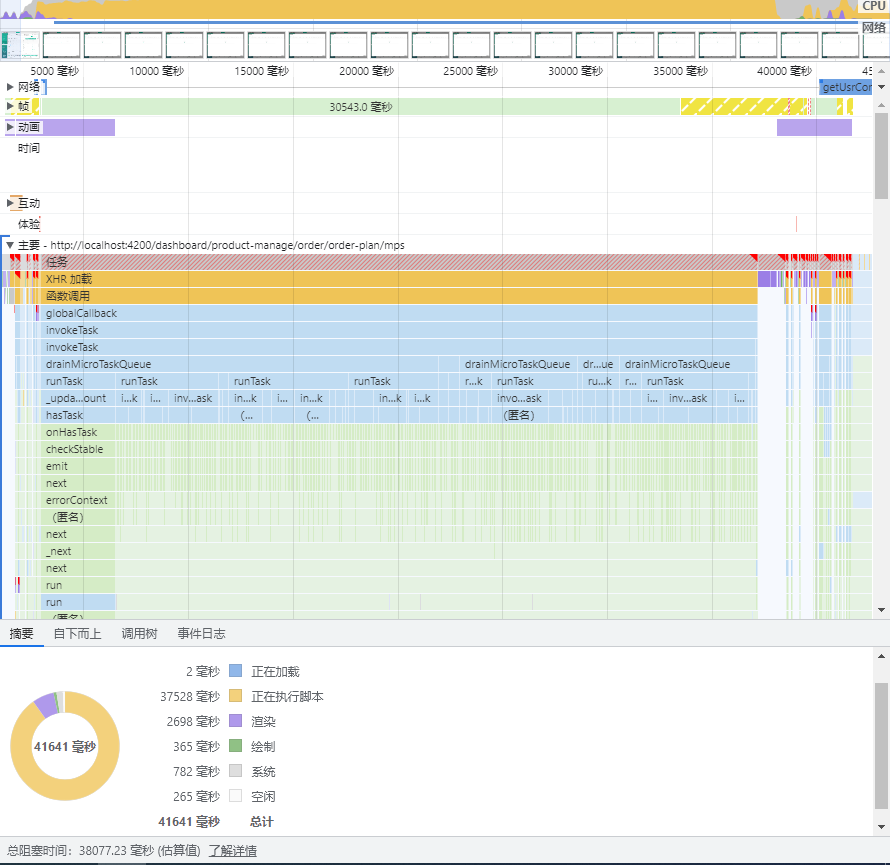 CPU
网络
5000 毫秒 10000 毫秒 15000 毫秒 20000 毫秒 25000 毫秒 30000 毫秒 35000 毫秒 40000 毫秒 45
网络 getUsrCor
帧 30543.0 毫秒
动画
时间
互动
体验
主要 - http://localhost:4200/dashboard/product-manage/order/order-plan/mps
任务
XHR 加载
函数调用
globalCallback
invokeTask
invokeTask
drainMicroTaskQueue drainMicroTaskQueue dr...ue drainMicroTaskQueue
runTask runTask runTask runTask r...k runTask ru...k r... runTask
_upda...ount i...k i... inv...ask in...k i... in...k in...k i...k invo...ask i... inv...ask i...
hasTask (... (... (匿名)
onHasTask
checkStable
emit
next
errorContext
(匿名)
next
_next
next
run
run
(匿名)
摘要 自下而上 调用树 事件日志
2 毫秒 正在加载
37528 毫秒 正在执行脚本
2698 毫秒 渲染
41641 毫秒
365 毫秒 绘制
782 毫秒 系统
265 毫秒 空闲
41641 毫秒 总计
总阻塞时间: 38077.23 毫秒 (估算值) 了解详情